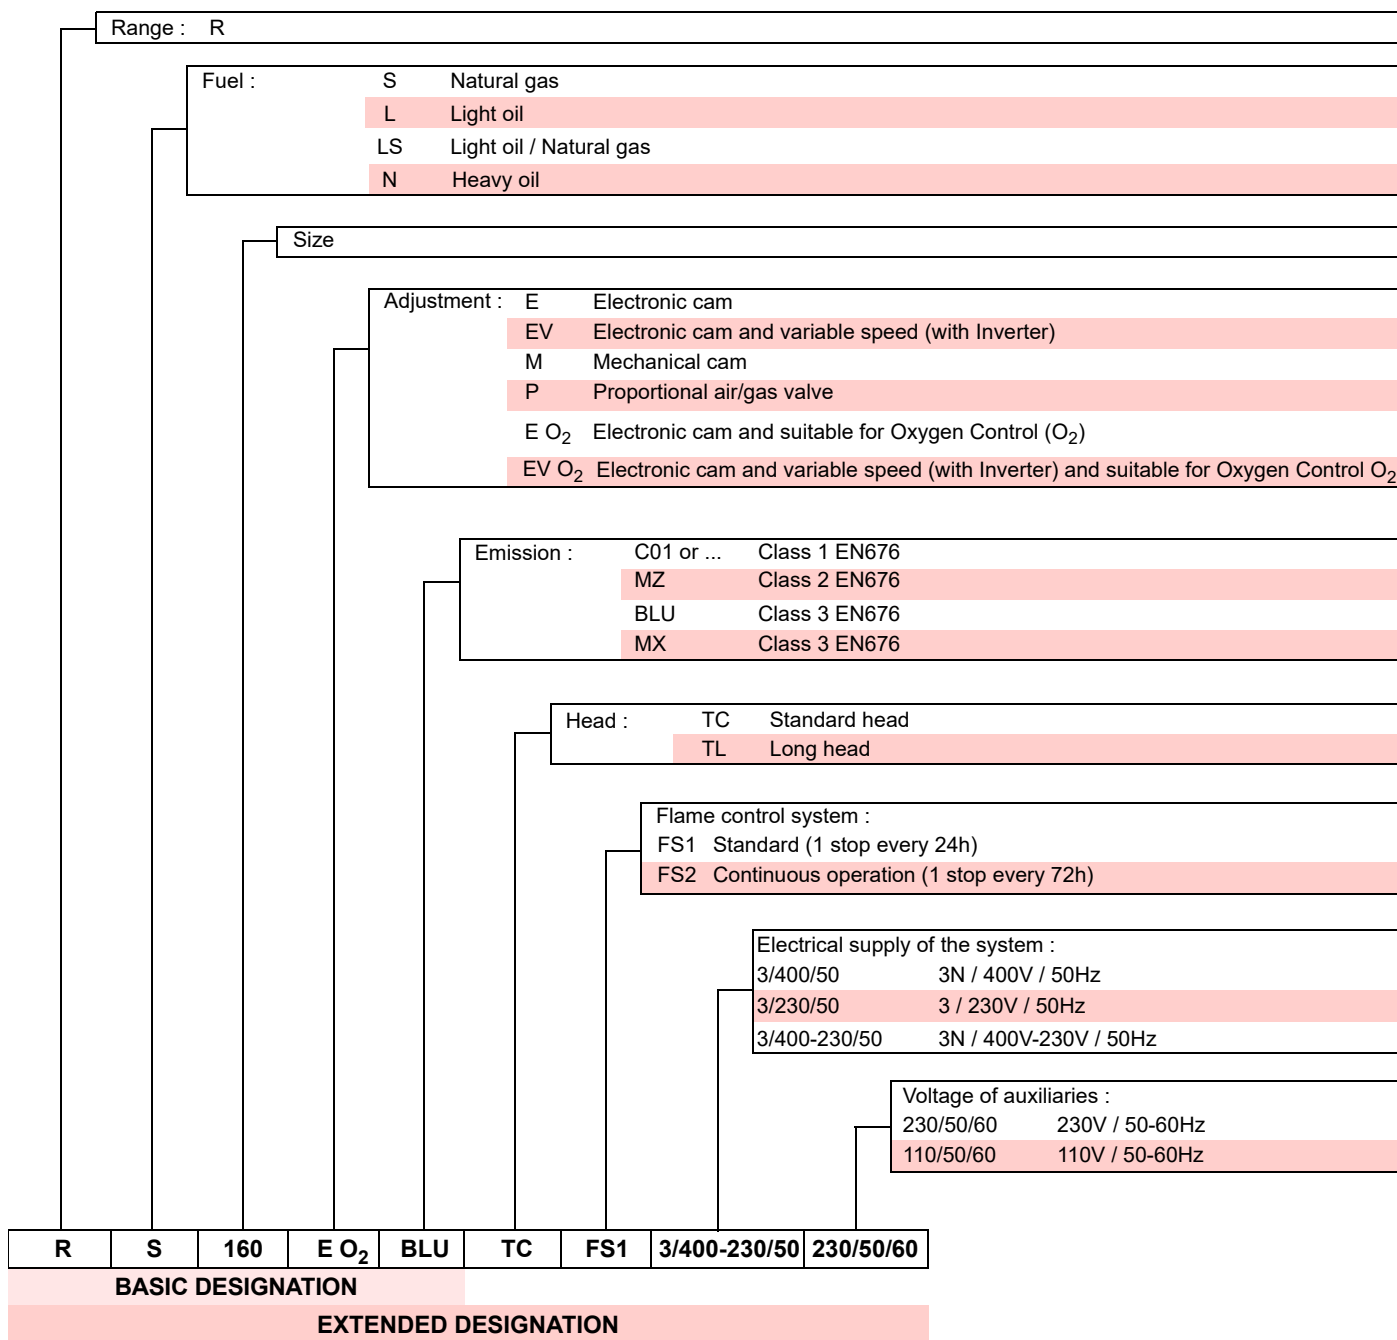 Range : R
Fuel : S Natural gas
L Light oil
LS Light oil / Natural gas
N Heavy oil
Size
Adjustment : E Electronic cam
EV Electronic cam and variable speed (with Inverter)
M Mechanical cam
P Proportional air/gas valve
E O2 Electronic cam and suitable for Oxygen Control (O2)
EV O2 Electronic cam and variable speed (with Inverter) and suitable for Oxygen Control O2
Emission : C01 or ... Class 1 EN676
MZ Class 2 EN676
BLU Class 3 EN676
MX Class 3 EN676
Head : TC Standard head
TL Long head
Flame control system :
FS1 Standard (1 stop every 24h)
FS2 Continuous operation (1 stop every 72h)
Electrical supply of the system :
3/400/50 3N / 400V / 50Hz
3/230/50 3 / 230V / 50Hz
3/400-230/50 3N / 400V-230V / 50Hz
Voltage of auxiliaries :
230/50/60 230V / 50-60Hz
110/50/60 110V / 50-60Hz
R S 160 E O2 BLU TC FS1 3/400-230/50 230/50/60
BASIC DESIGNATION
EXTENDED DESIGNATION